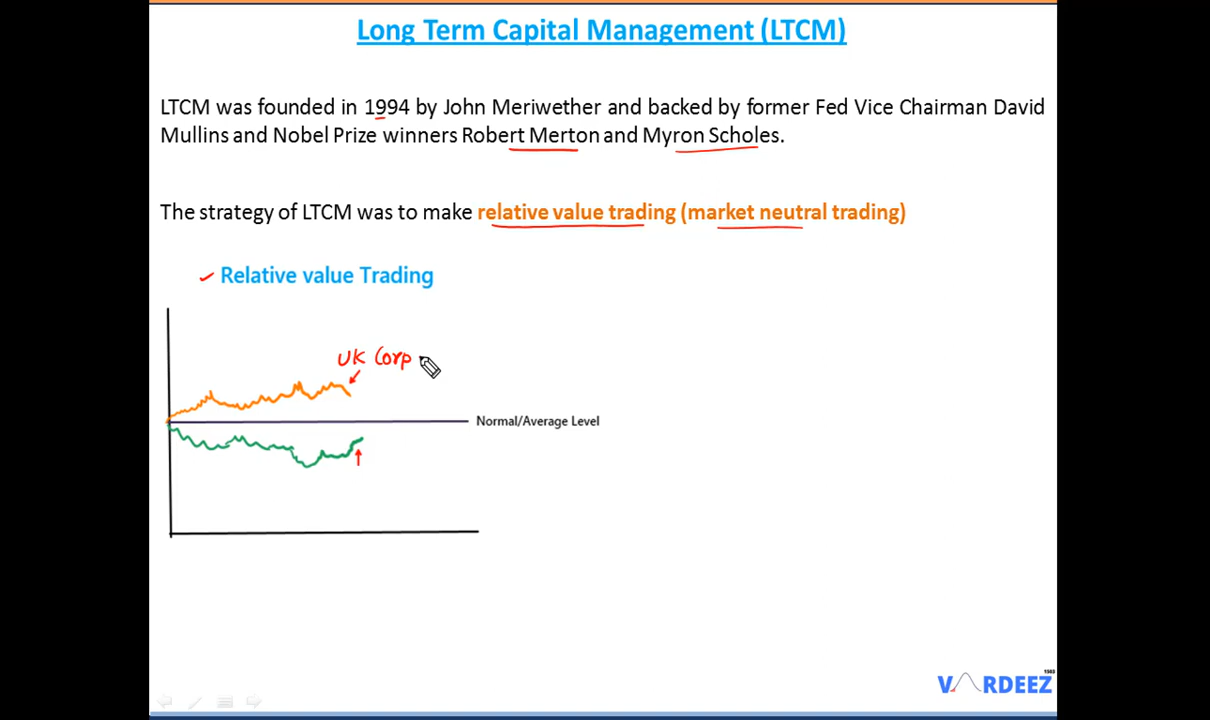 Long Term Capital Management (LTCM)
LTCM was founded in 1994 by John Meriwether and backed by former Fed Vice Chairman David
Mullins and Nobel Prize winners Robert Merton and Myron Scholes.
The strategy of LTCM was to make relative value trading (market neutral trading)
Relative value Trading
UK Corp
Normal/Average Level
1983
VARDEEZ